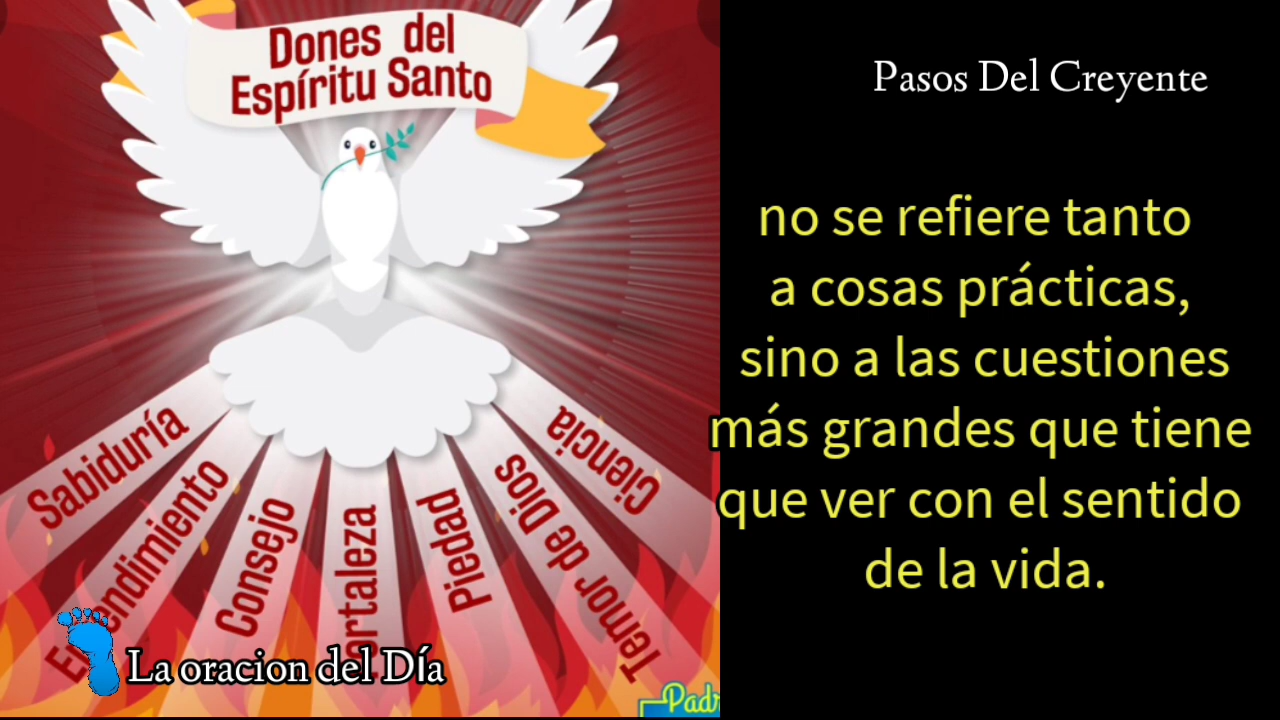 Dones del
Espíritu Santo
Sabiduría
Consejo
Piedad
Temor de Dios
Ciencia
La oracion del Día
Pasos Del Creyente
no se refiere tanto
a cosas prácticas,
sino a las cuestiones
más grandes que tiene
que ver con el sentido
de la vida.